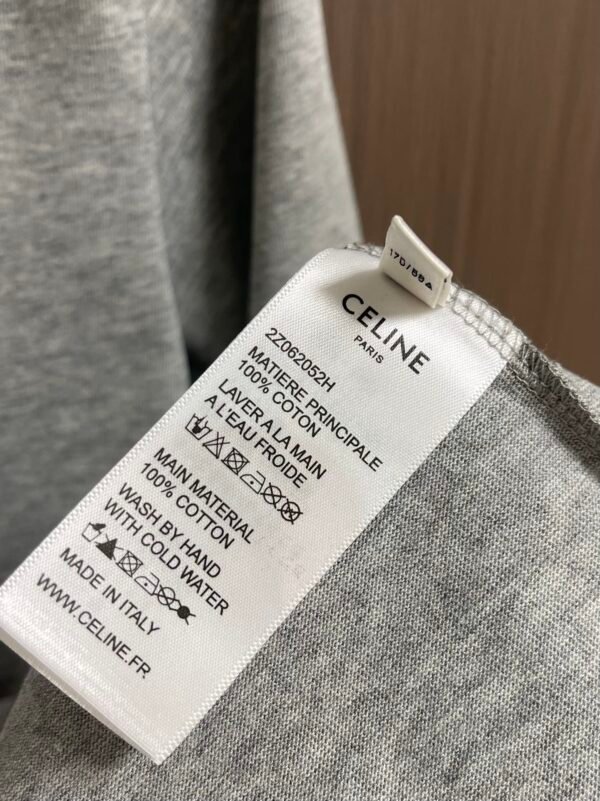 170/88A
CELINE
PARIS
2Z062052H
MATIERE PRINCIPALE
100% COTON
LAVER A LA MAIN
A L'EAU FROIDE
MAIN MATERIAL
100% COTTON
WASH BY HAND
WITH COLD WATER
MADE IN ITALY
WWW.CELINE.FR